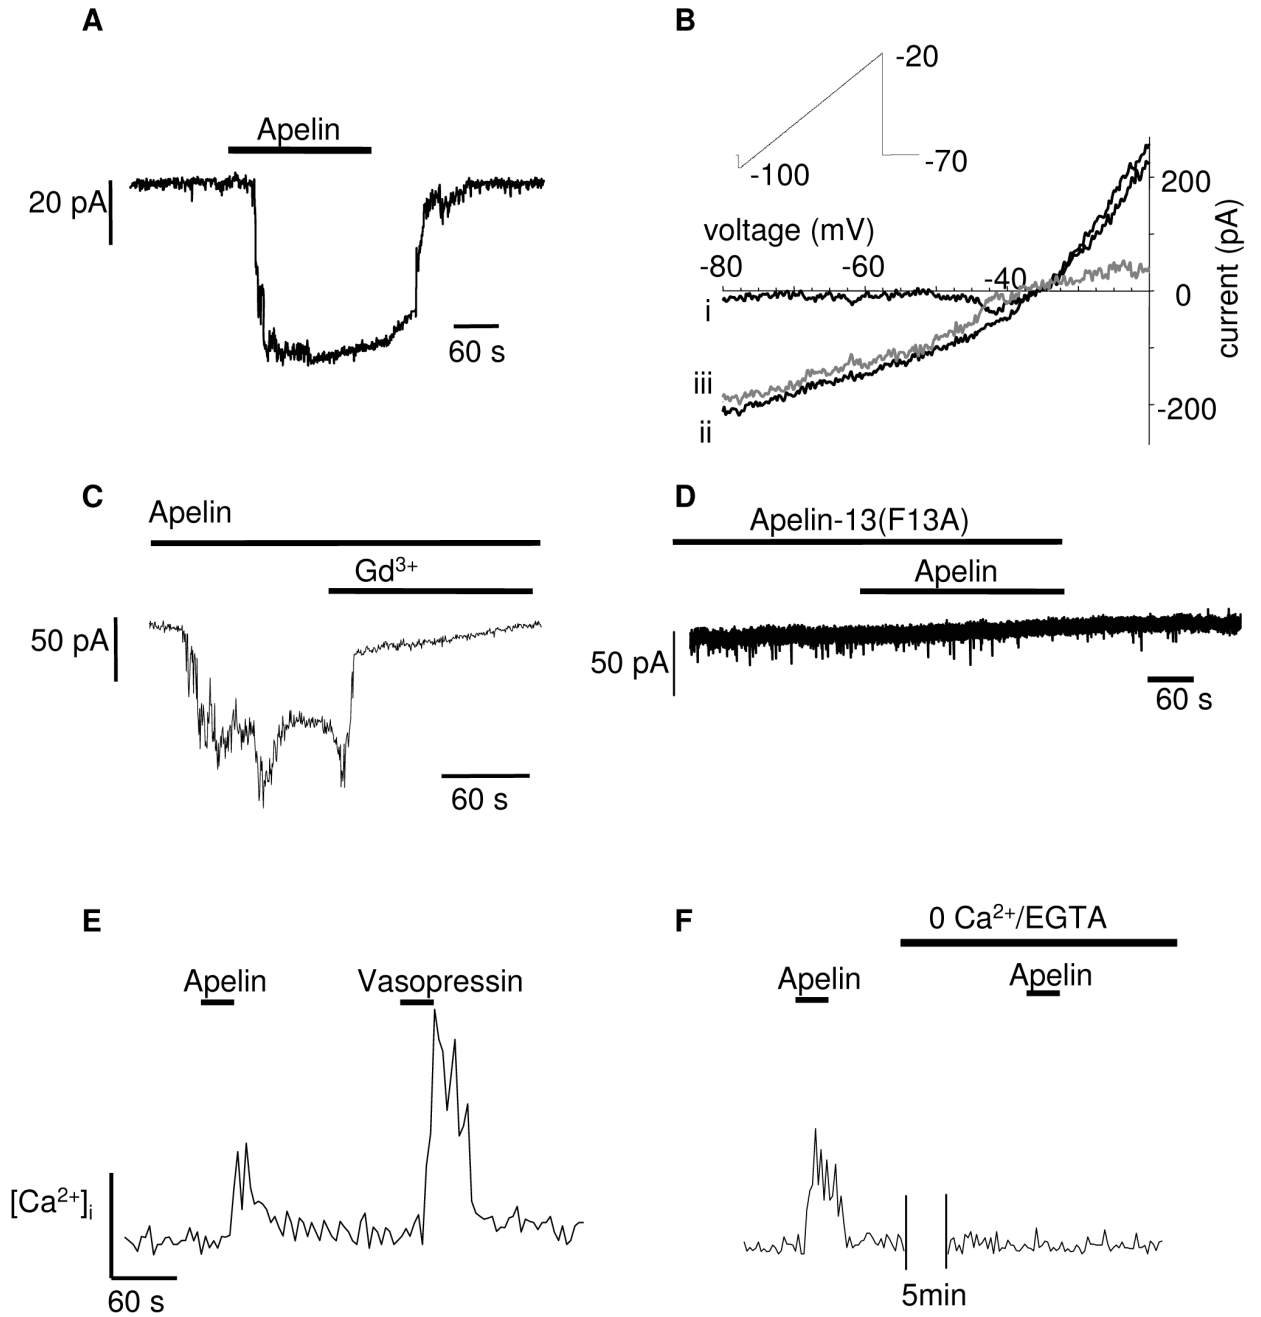 A
Apelin
20 pA
60 s
B
-20
-100
-70
voltage (mV)
-80
-60
-40
200
0
-200
current (pA)
i
iii
ii
C
Apelin
Gd³⁺
50 pA
60 s
D
Apelin-13(F13A)
Apelin
50 pA
60 s
E
Apelin
Vasopressin
[Ca²⁺]ᵢ
60 s
F
0 Ca²⁺/EGTA
Apelin
Apelin
5min